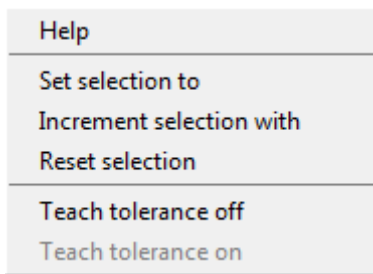 Help
Set selection to
Increment selection with
Reset selection
Teach tolerance off
Teach tolerance on